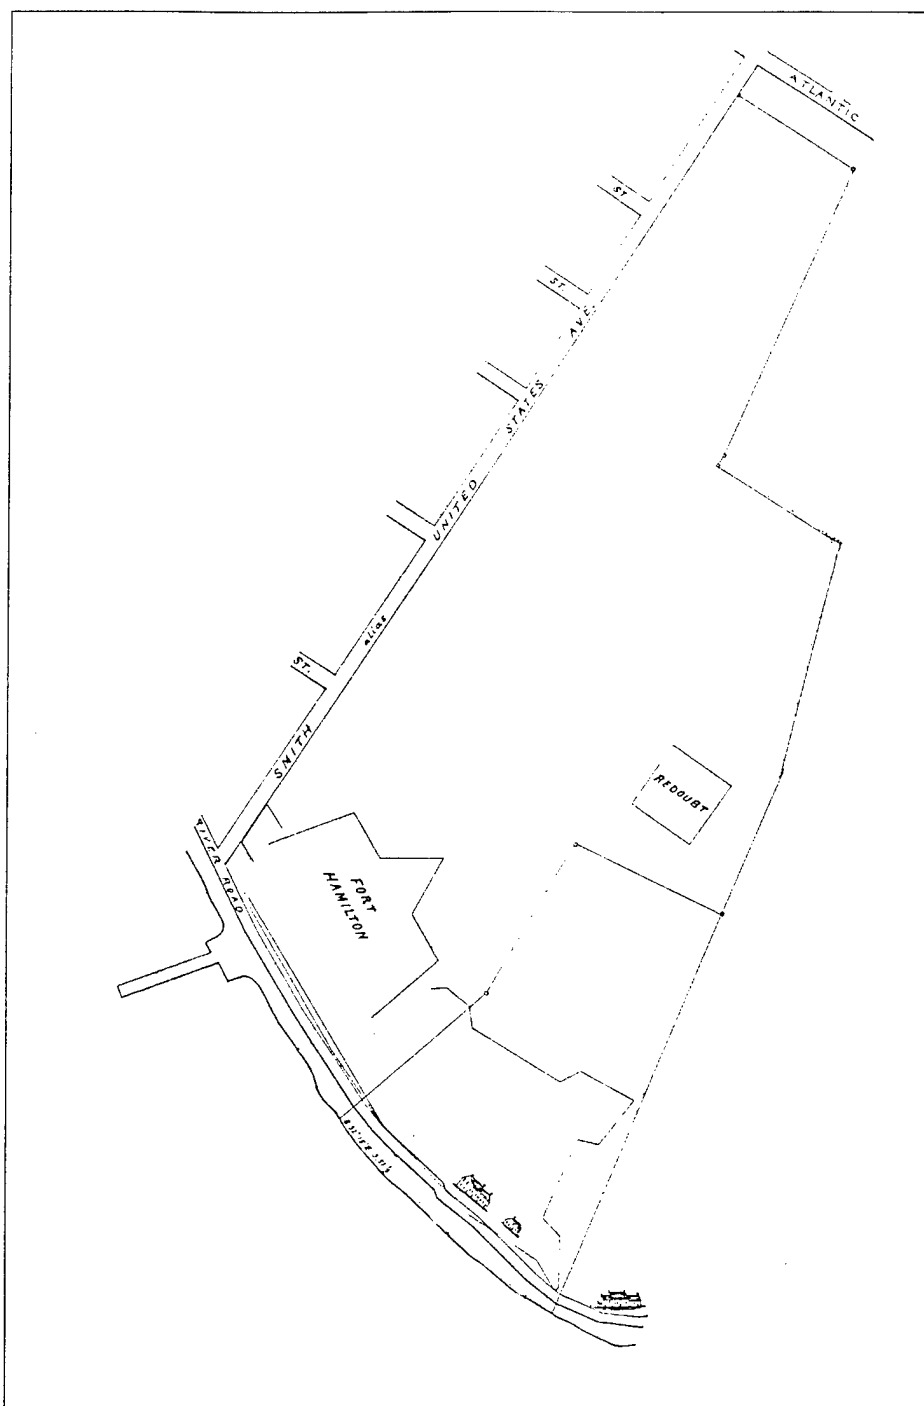 ATLANTIC
ST
ST.
SMITH alias UNITED STATES AVE.
ST.
REDOUBT
RIVER ROAD
FORT
HAMILTON